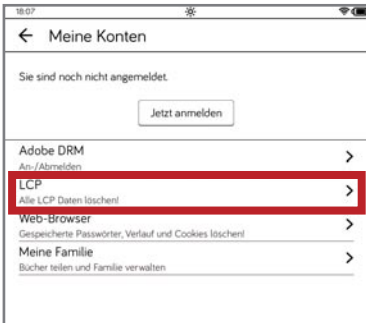 18:07
Meine Konten
Sie sind noch nicht angemeldet.
Jetzt anmelden
Adobe DRM
An-/Abmelden
LCP
Alle LCP Daten löschen!
Web-Browser
Gespeicherte Passwörter, Verlauf und Cookies löschen!
Meine Familie
Bücher teilen und Familie verwalten